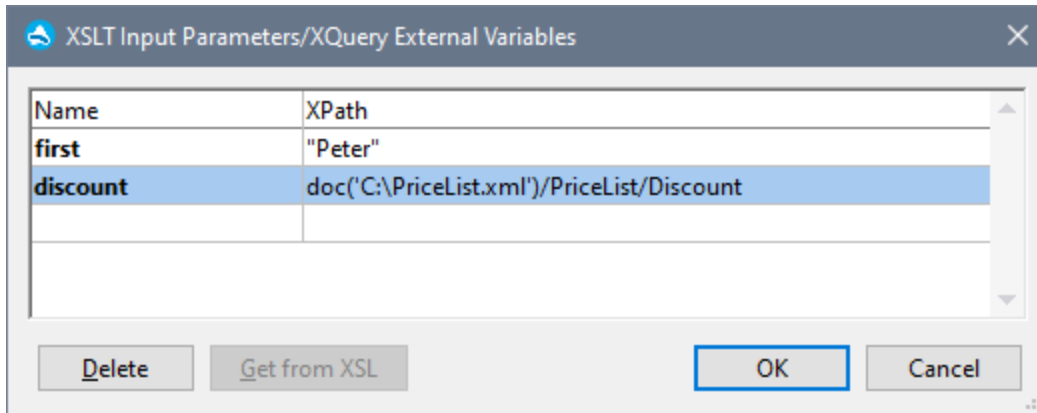 XSLT Input Parameters/XQuery External Variables
Name XPath
first "Peter"
discount doc('C:\PriceList.xml')/PriceList/Discount
Delete Get from XSL OK Cancel